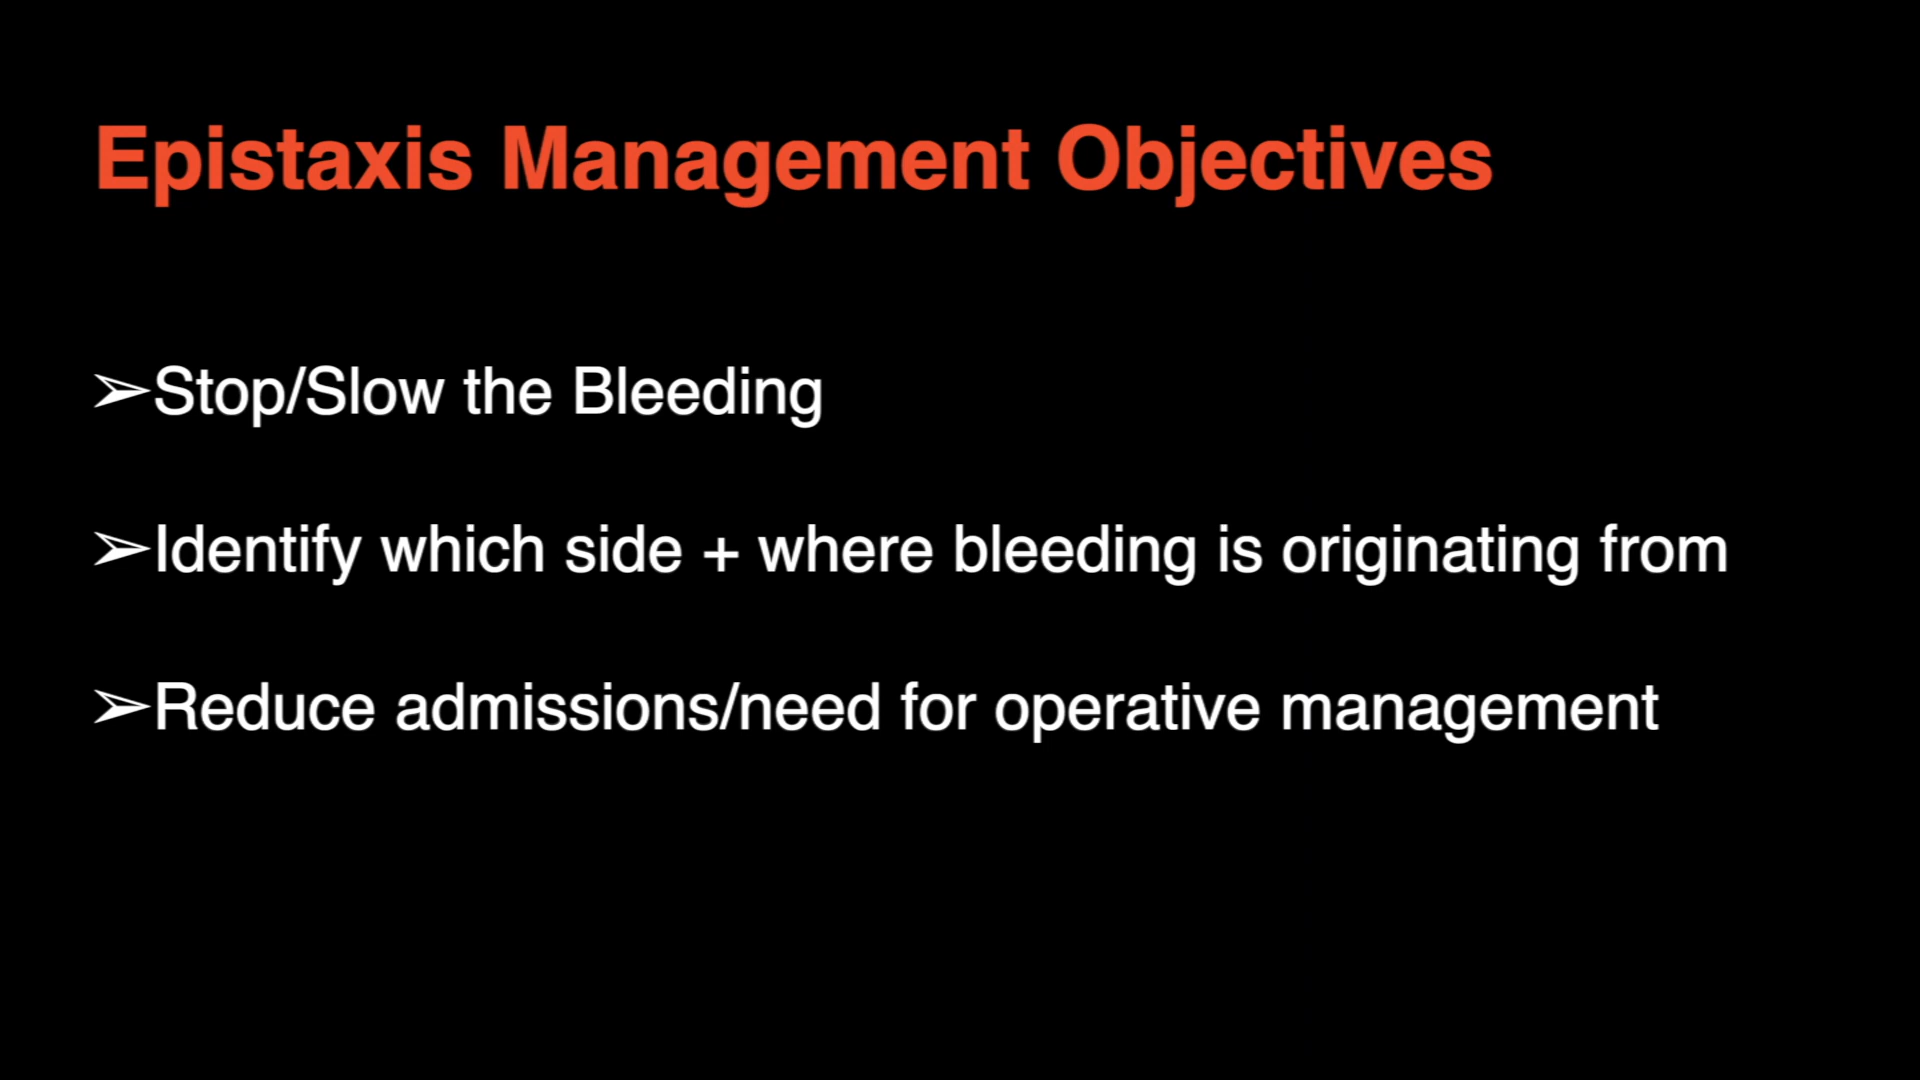 Epistaxis Management Objectives
➢Stop/Slow the Bleeding
➢Identify which side + where bleeding is originating from
➢Reduce admissions/need for operative management